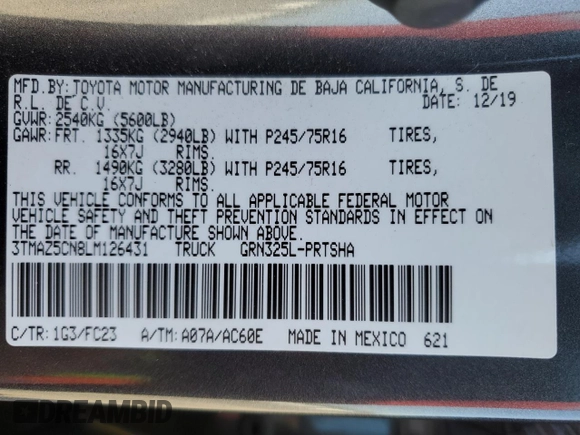 MFD.BY:TOYOTA MOTOR MANUFACTURING DE BAJA CALIFORNIA, S. DE
R.L. DE C.V. DATE: 12/19
GVWR:2540KG (5600LB)
GAWR:FRT. 1335KG (2940LB) WITH P245/75R16 TIRES,
16X7J RIMS.
RR. 1490KG (3280LB) WITH P245/75R16 TIRES,
16X7J RIMS.
THIS VEHICLE CONFORMS TO ALL APPLICABLE FEDERAL MOTOR
VEHICLE SAFETY AND THEFT PREVENTION STANDARDS IN EFFECT ON
THE DATE OF MANUFACTURE SHOWN ABOVE.
3TMAZ5CN8LM126431 TRUCK GRN325L-PRTSHA
C/TR:1G3/FC23 A/TM:A07A/AC60E MADE IN MEXICO 621
DREAMBID